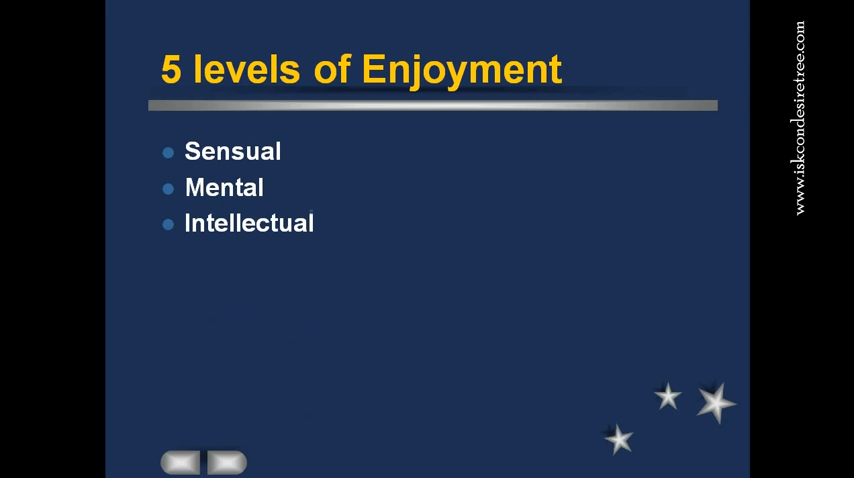 5 levels of Enjoyment
Sensual
Mental
Intellectual
www.iskcondesiretree.com